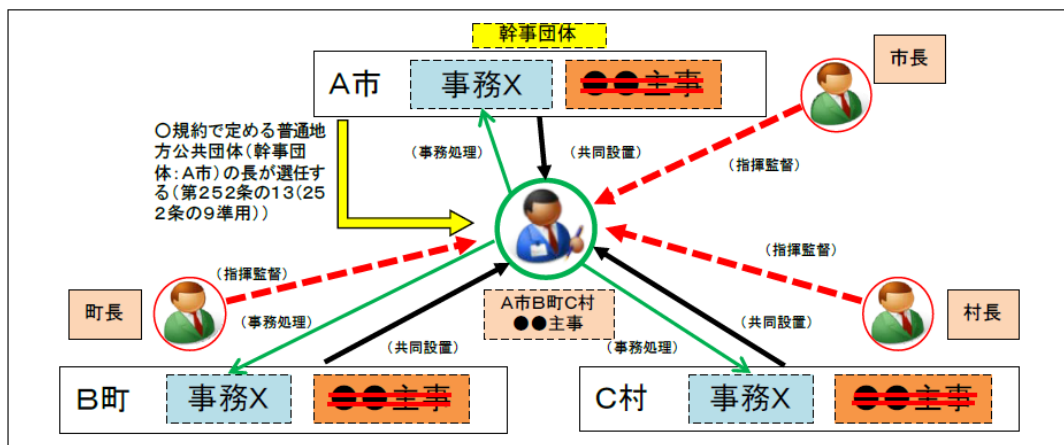 幹事団体
市長
A市
事務X
●●主事
〇規約で定める普通地
方公共団体(幹事団
体:A市)の長が選任す
る(第252条の13(25
2条の9準用))
(事務処理)
(共同設置)
(指揮監督)
(指揮監督)
(指揮監督)
町長
(事務処理)
(共同設置)
A市B町C村
●●主事
(事務処理)
(共同設置)
村長
B町
事務X
●●主事
C村
事務X
●●主事